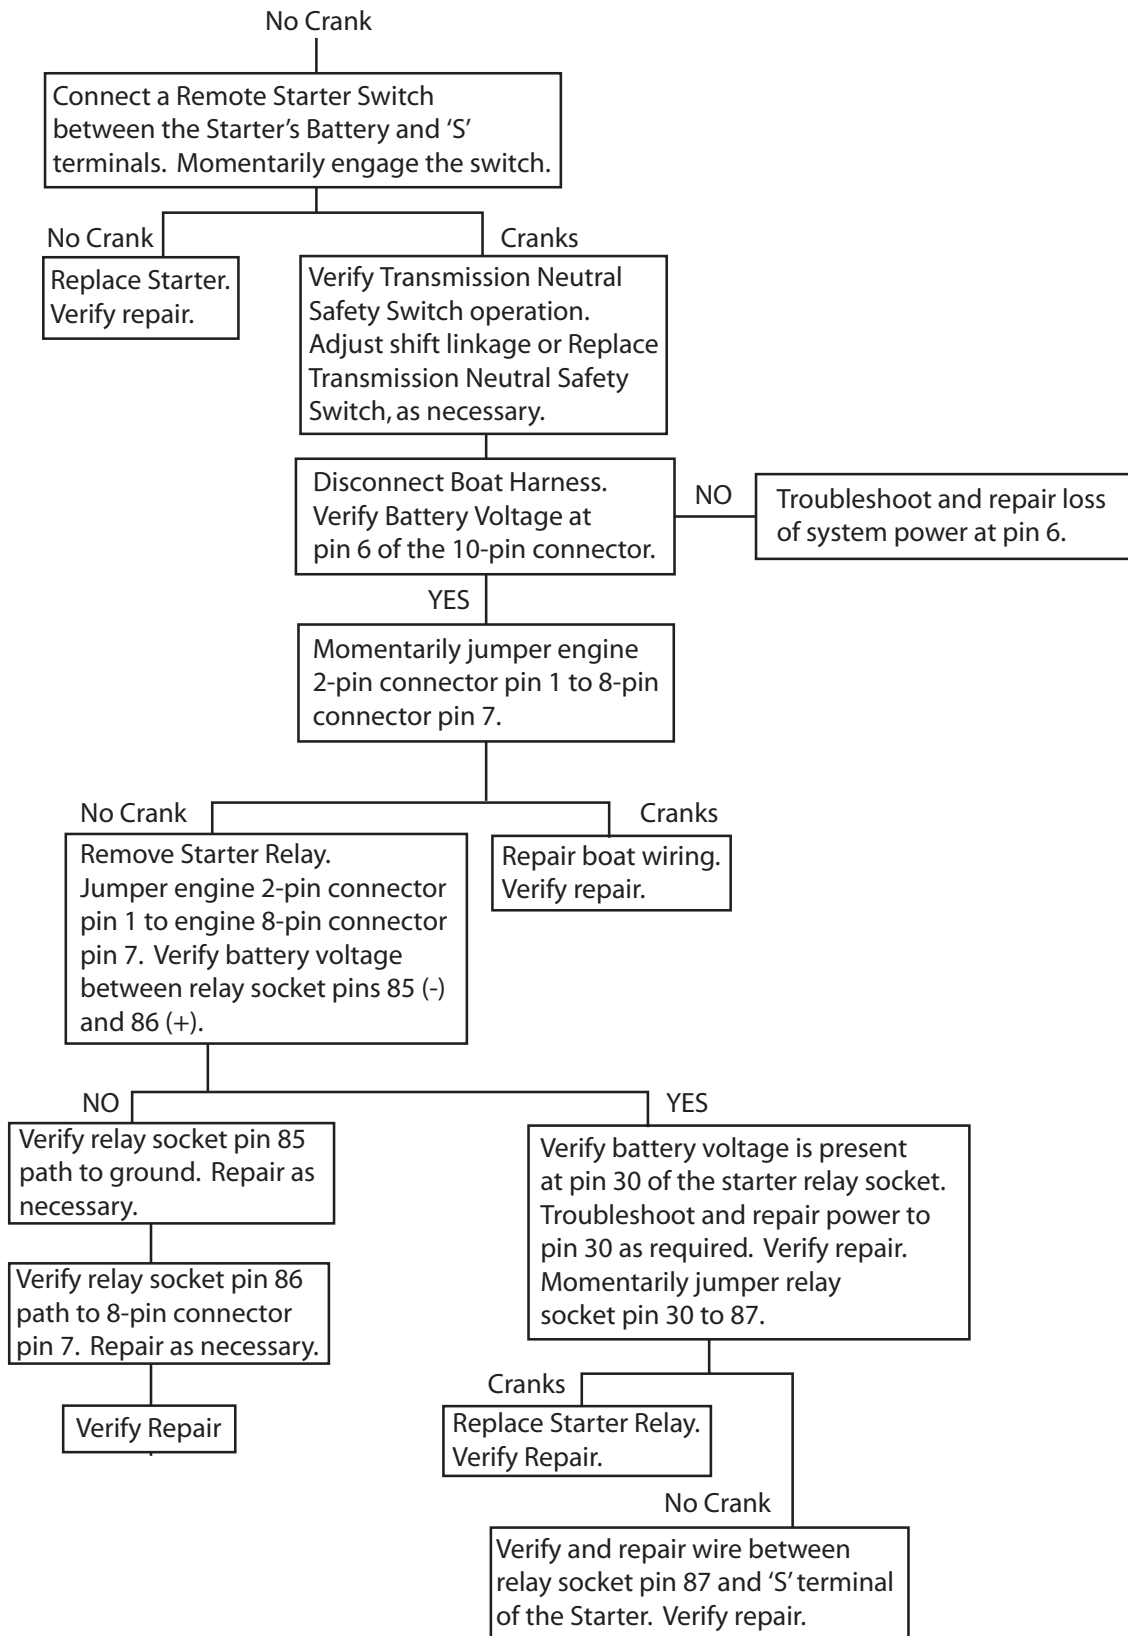 No Crank
Connect a Remote Starter Switch
between the Starter's Battery and 'S'
terminals. Momentarily engage the switch.
No Crank
Replace Starter.
Verify repair.
Cranks
Verify Transmission Neutral
Safety Switch operation.
Adjust shift linkage or Replace
Transmission Neutral Safety
Switch, as necessary.
Disconnect Boat Harness.
Verify Battery Voltage at
pin 6 of the 10-pin connector.
NO
Troubleshoot and repair loss
of system power at pin 6.
YES
Momentarily jumper engine
2-pin connector pin 1 to 8-pin
connector pin 7.
No Crank
Remove Starter Relay.
Jumper engine 2-pin connector
pin 1 to engine 8-pin connector
pin 7. Verify battery voltage
between relay socket pins 85 (-)
and 86 (+).
Cranks
Repair boat wiring.
Verify repair.
NO
Verify relay socket pin 85
path to ground. Repair as
necessary.
Verify relay socket pin 86
path to 8-pin connector
pin 7. Repair as necessary.
Verify Repair
YES
Verify battery voltage is present
at pin 30 of the starter relay socket.
Troubleshoot and repair power to
pin 30 as required. Verify repair.
Momentarily jumper relay
socket pin 30 to 87.
Cranks
Replace Starter Relay.
Verify Repair.
No Crank
Verify and repair wire between
relay socket pin 87 and 'S' terminal
of the Starter. Verify repair.